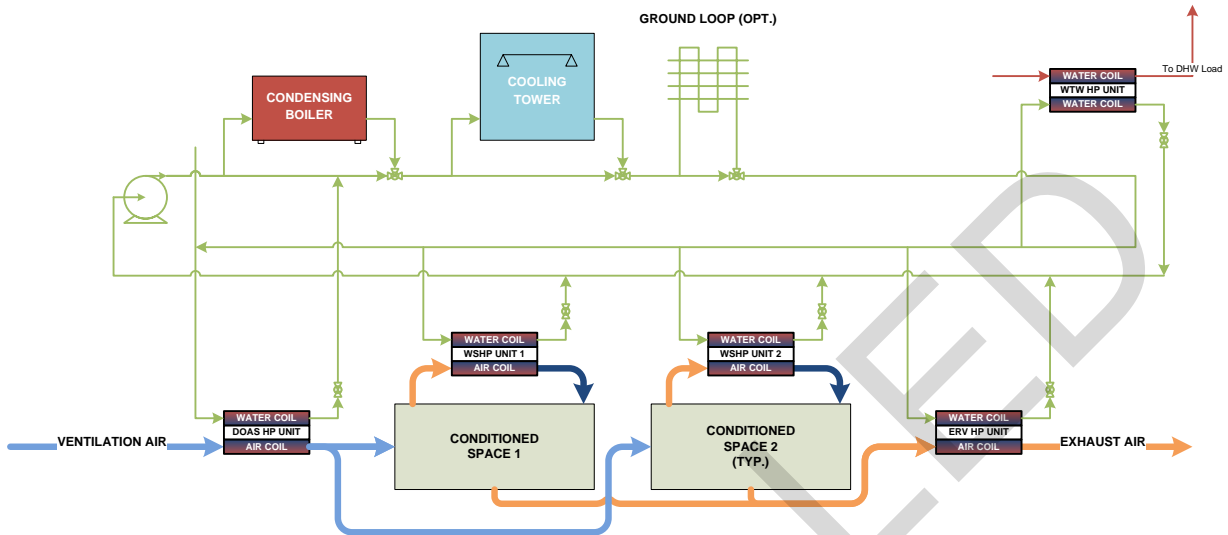 GROUND LOOP (OPT.)
To DHW Load
CONDENSING
BOILER
COOLING
TOWER
WATER COIL
WTW HP UNIT
WATER COIL
WATER COIL
WSHP UNIT 1
AIR COIL
WATER COIL
WSHP UNIT 2
AIR COIL
VENTILATION AIR
WATER COIL
DOAS HP UNIT
AIR COIL
CONDITIONED
SPACE 1
CONDITIONED
SPACE 2
(TYP.)
WATER COIL
ERV HP UNIT
AIR COIL
EXHAUST AIR
LED